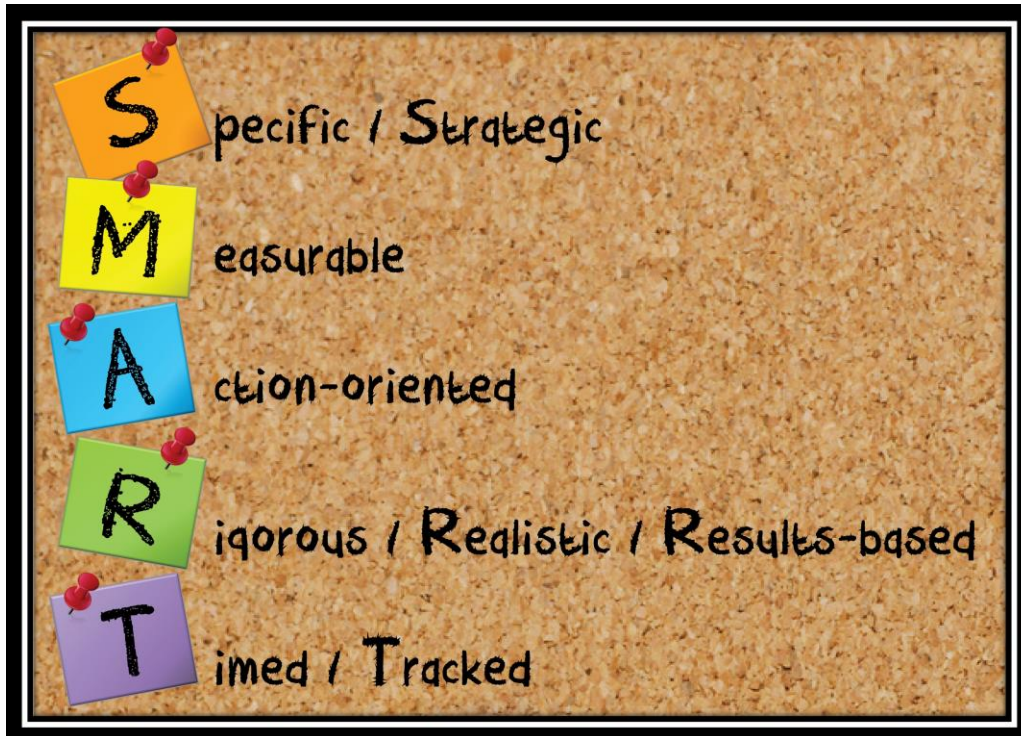 Specific / Strategic
Measurable
Action-oriented
Rigorous / Realistic / Results-based
Timed / Tracked